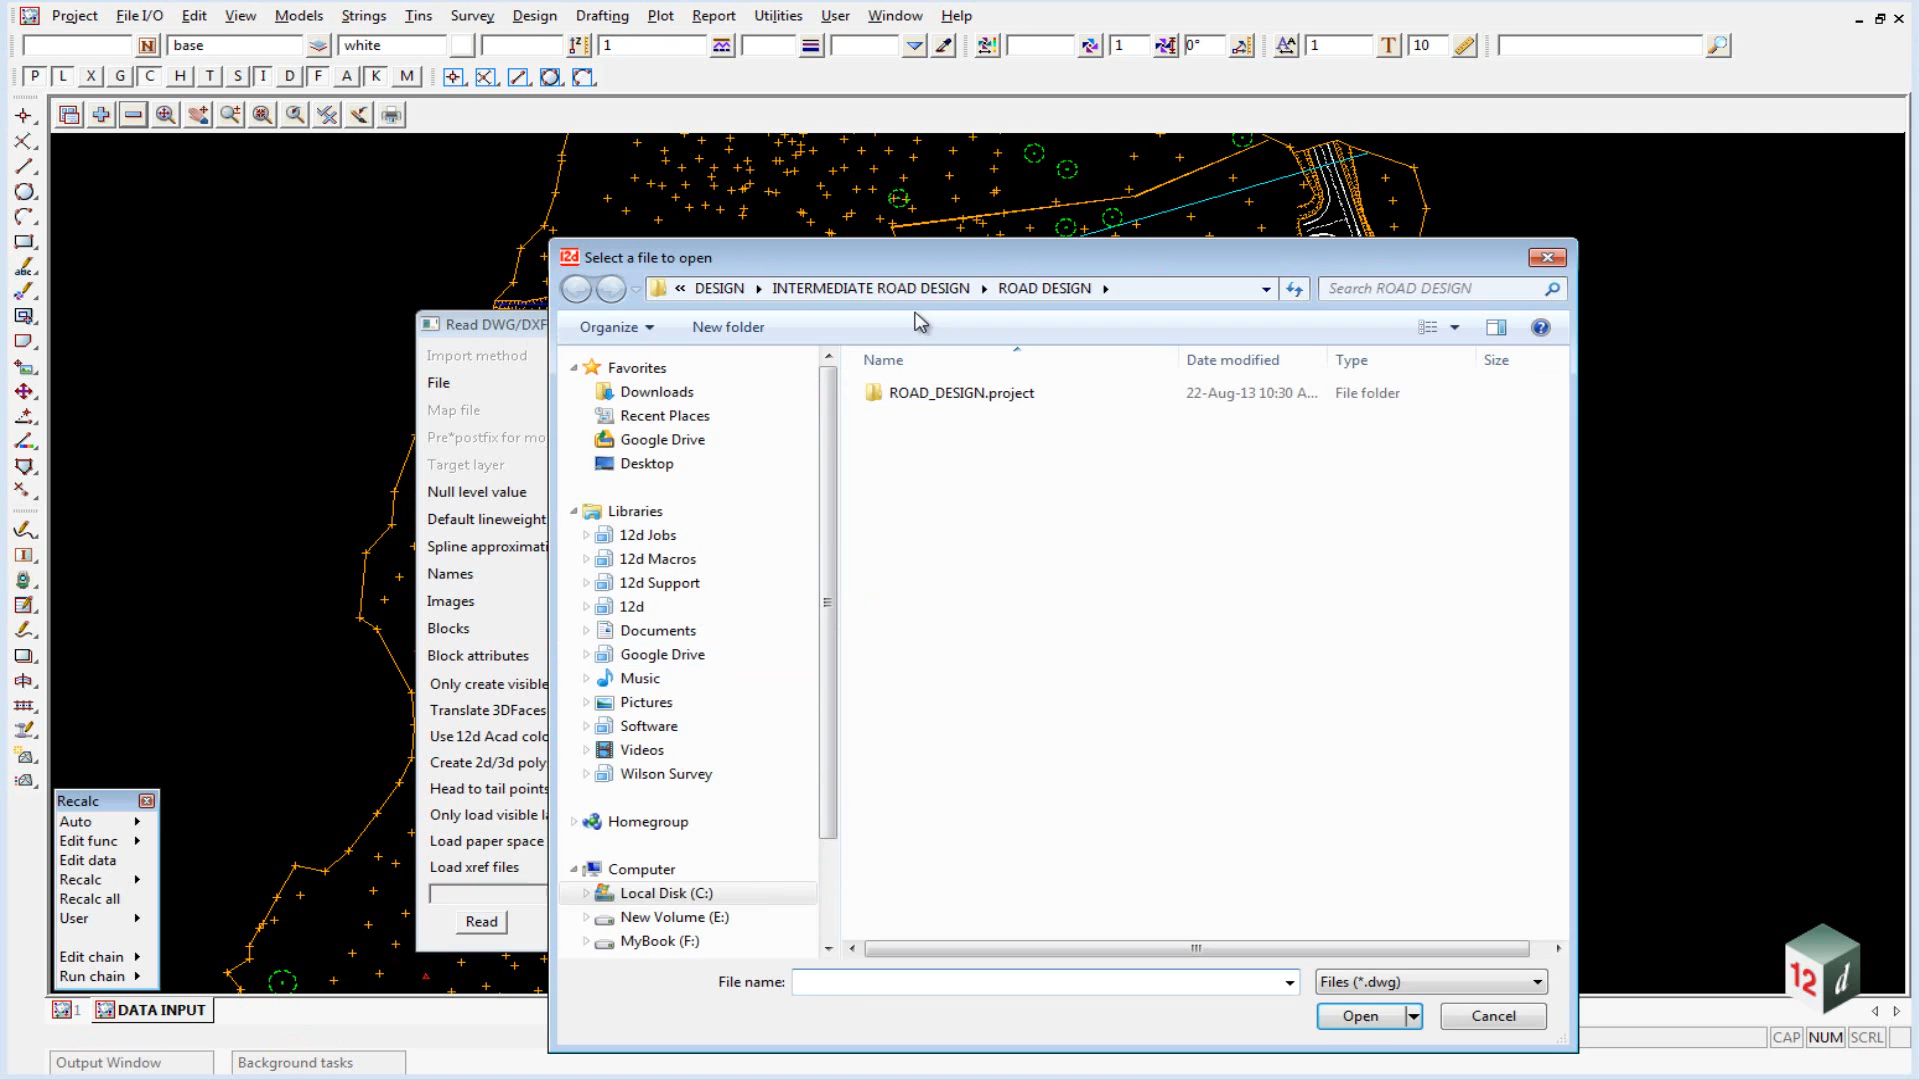 Project File I/O Edit View Models Strings Tins Survey Design Drafting Plot Report Utilities User Window Help
N base white 1 1 0° 1 T 10
P L X G C H T S I D F A K M
Select a file to open
« DESIGN INTERMEDIATE ROAD DESIGN ROAD DESIGN Search ROAD DESIGN
Organize New folder
Name Date modified Type Size
ROAD_DESIGN.project 22-Aug-13 10:30 A... File folder
Favorites
Downloads
Recent Places
Google Drive
Desktop
Libraries
12d Jobs
12d Macros
12d Support
12d
Documents
Google Drive
Music
Pictures
Software
Videos
Wilson Survey
Homegroup
Computer
Local Disk (C:)
New Volume (E:)
MyBook (F:)
File name: Files (*.dwg)
Open Cancel
Read DWG/DXF
Import method
File
Map file
Pre*postfix for mo
Target layer
Null level value
Default lineweight
Spline approximati
Names
Images
Blocks
Block attributes
Only create visible
Translate 3DFaces
Use 12d Acad colo
Create 2d/3d poly
Head to tail points
Only load visible la
Load paper space
Load xref files
Read
Recalc
Auto
Edit func
Edit data
Recalc
Recalc all
User
Edit chain
Run chain
12 d
1 DATA INPUT
CAP NUM SCRL
Output Window Background tasks